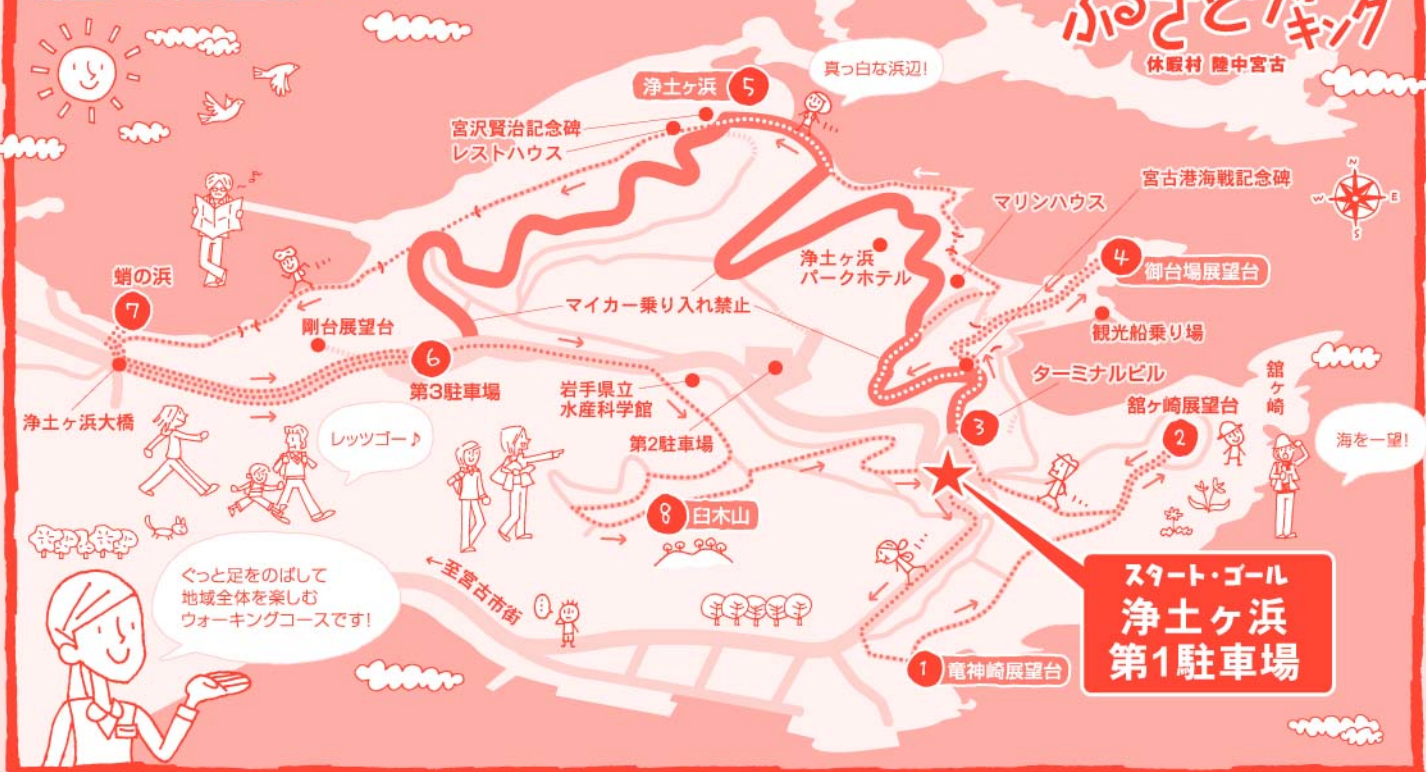 ふるさとウォーキング
休暇村 陸中宮古
真っ白な浜辺!
浄土ヶ浜 5
宮沢賢治記念碑
レストハウス
宮古港海戦記念碑
マリンハウス
N
W E
S
浄土ヶ浜
パークホテル
4 御台場展望台
蛸の浜
7
マイカー乗り入れ禁止
剛台展望台
観光船乗り場
6
第3駐車場
岩手県立
水産科学館
ターミナルビル
舘ヶ崎
舘ヶ崎展望台
2
浄土ヶ浜大橋
レッツゴー♪
第2駐車場
3
海を一望!
8 臼木山
ぐっと足をのばして
地域全体を楽しむ
ウォーキングコースです!
←至宮古市街
スタート・ゴール
浄土ヶ浜
第1駐車場
1 竜神崎展望台